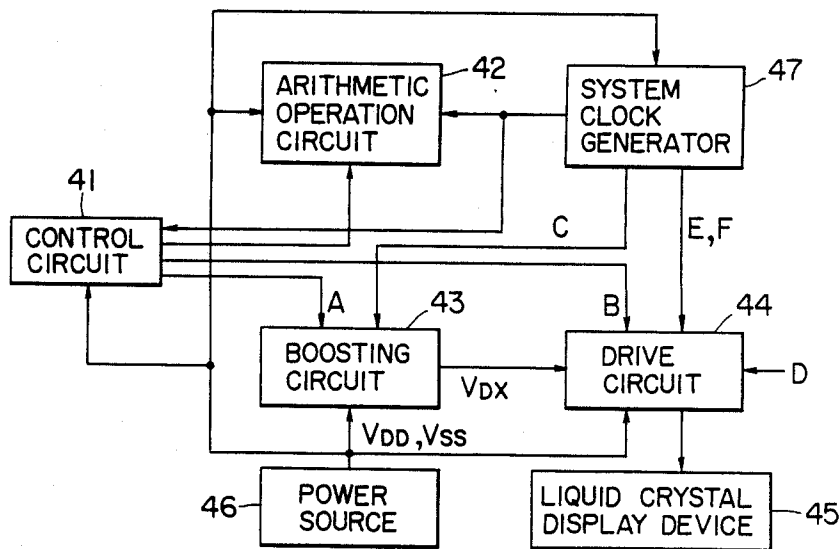 42
ARITHMETIC
OPERATION
CIRCUIT
47
SYSTEM
CLOCK
GENERATOR
41
CONTROL
CIRCUIT
C
E,F
A
43
B
44
BOOSTING
CIRCUIT
VDX
DRIVE
CIRCUIT
D
VDD,VSS
46
POWER
SOURCE
LIQUID CRYSTAL
DISPLAY DEVICE
45